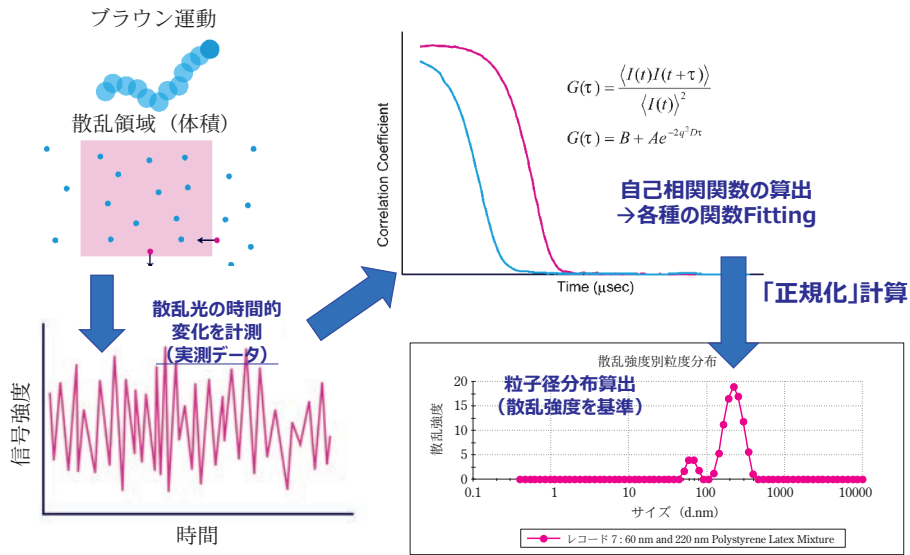 ブラウン運動
散乱領域（体積）
散乱光の時間的
変化を計測
（実測データ）
信号強度
時間
Correlation Coefficient
Time (μsec)
G(τ) = ⟨I(t)I(t+τ)⟩ / ⟨I(t)⟩²
G(τ) = B + Ae^{-2q²Dτ}
自己相関関数の算出
→各種の関数Fitting
「正規化」計算
散乱強度別粒度分布
粒子径分布算出
（散乱強度を基準）
散乱強度
20
15
10
5
0
0.1 1 10 100 1000 10000
サイズ（d.nm）
レコード 7 : 60 nm and 220 nm Polystyrene Latex Mixture